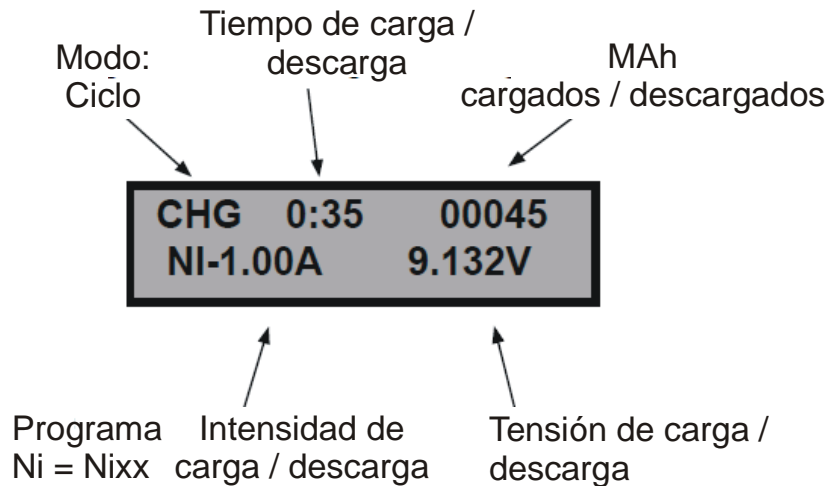 Tiempo de carga /
descarga
Modo:
Ciclo
MAh
cargados / descargados
CHG 0:35 00045
NI-1.00A 9.132V
Programa
Ni = Nixx
Intensidad de
carga / descarga
Tensión de carga /
descarga